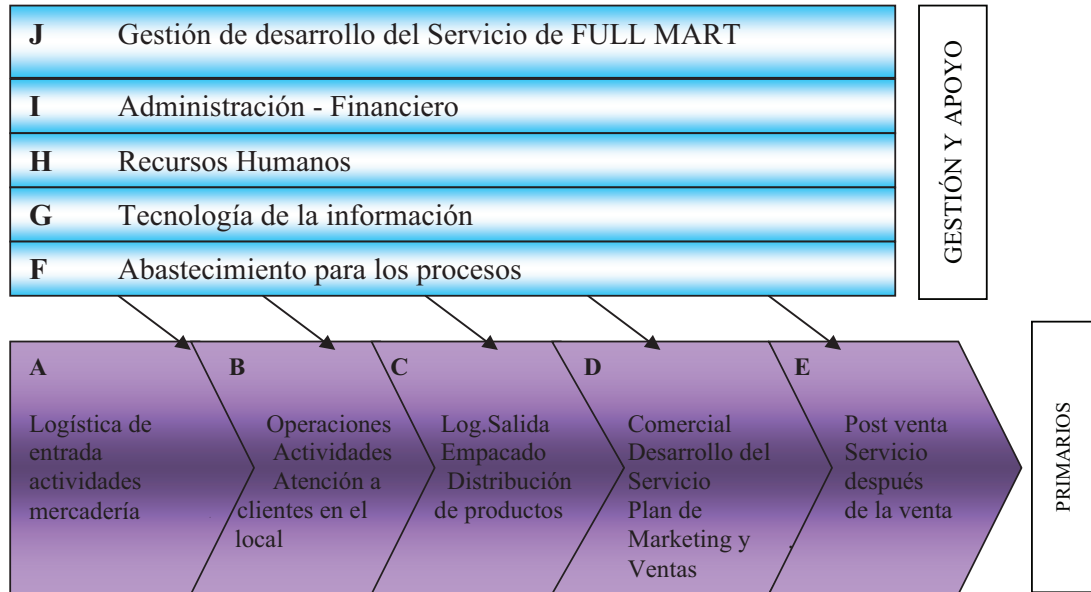 J Gestión de desarrollo del Servicio de FULL MART
I Administración - Financiero
H Recursos Humanos
G Tecnología de la información
F Abastecimiento para los procesos
GESTIÓN Y APOYO
A
Logística de
entrada
actividades
mercadería
B
Operaciones
Actividades
Atención a
clientes en el
local
C
Log.Salida
Empacado
Distribución
de productos
D
Comercial
Desarrollo del
Servicio
Plan de
Marketing y
Ventas
E
Post venta
Servicio
después
de la venta
.
PRIMARIOS